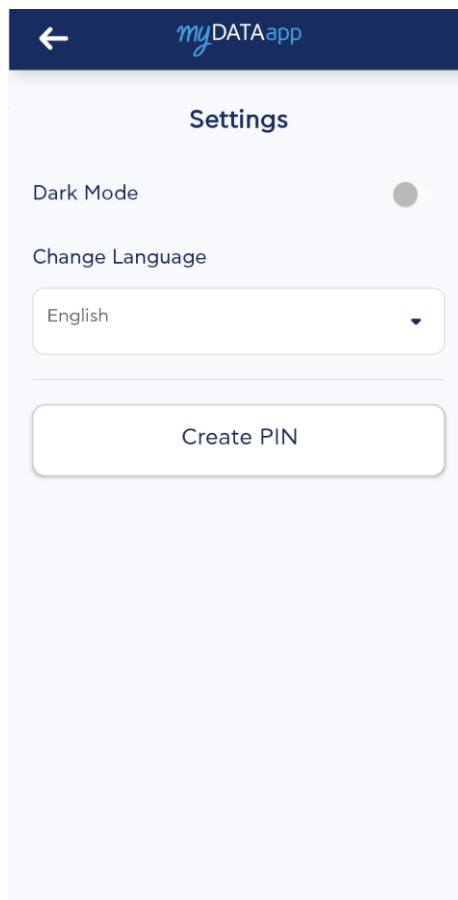 myDATAapp
Settings
Dark Mode
Change Language
English
Create PIN